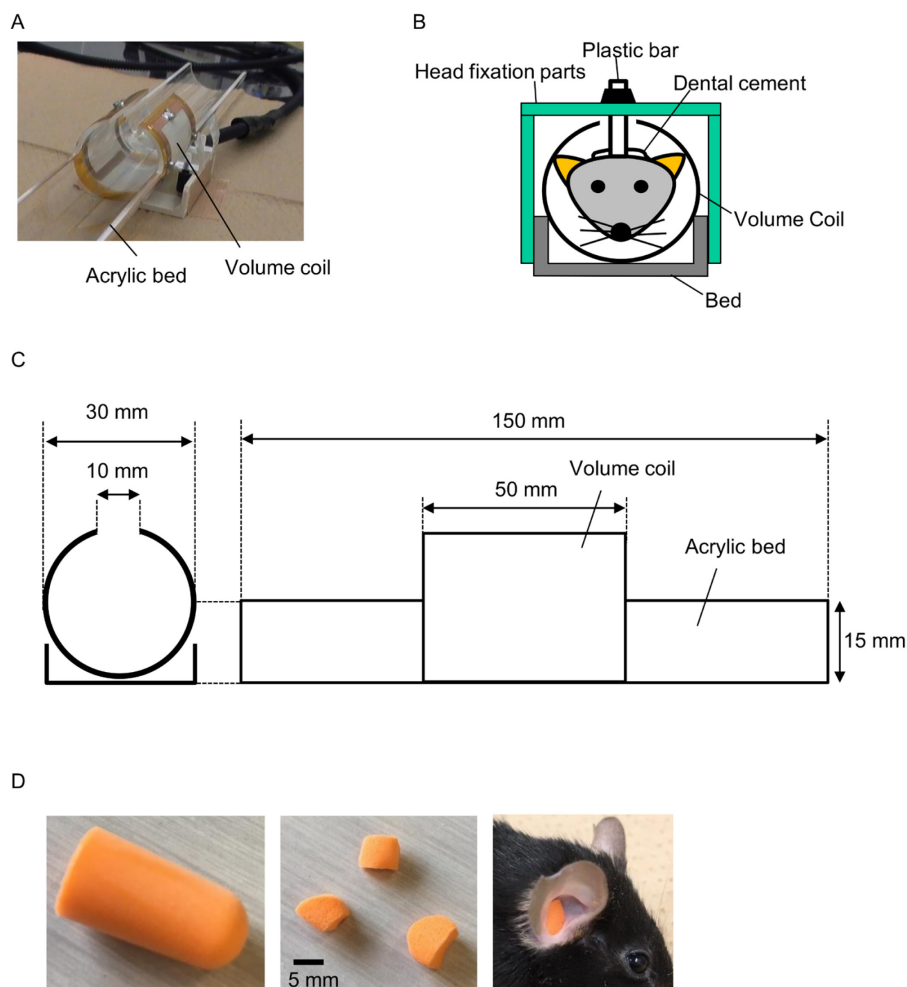 A
Acrylic bed
Volume coil
B
Plastic bar
Head fixation parts
Dental cement
Volume Coil
Bed
C
30 mm
10 mm
150 mm
Volume coil
50 mm
Acrylic bed
15 mm
D
5 mm